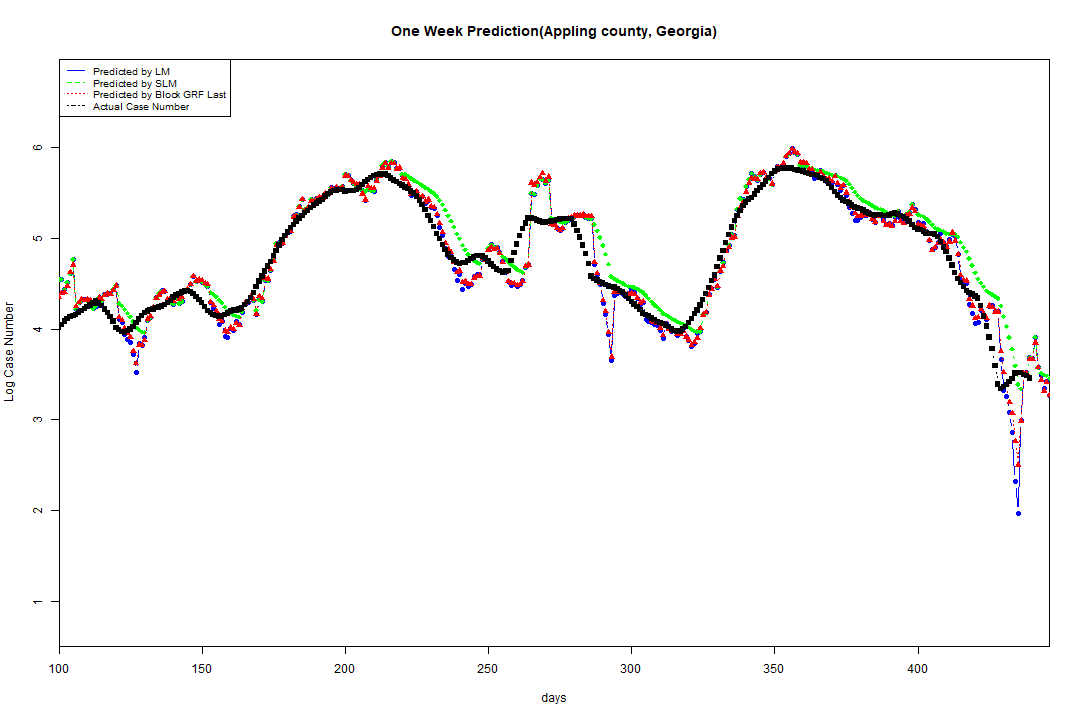 One Week Prediction(Appling county, Georgia)
Predicted by LM
Predicted by SLM
Predicted by Block GRF Last
Actual Case Number
6
5
4
3
2
1
Log Case Number
100 150 200 250 300 350 400
days